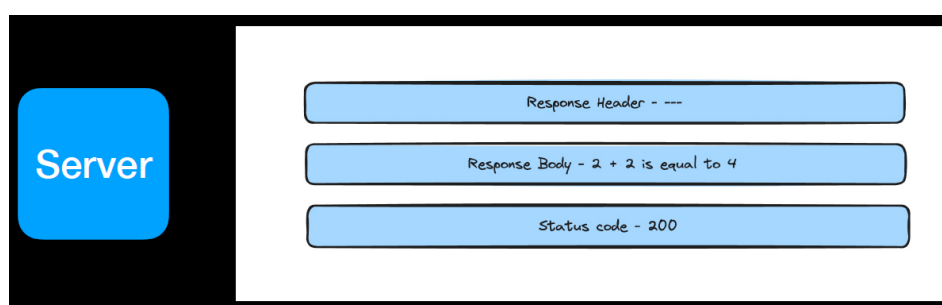 Server
Response Header - ---
Response Body - 2 + 2 is equal to 4
Status code - 200